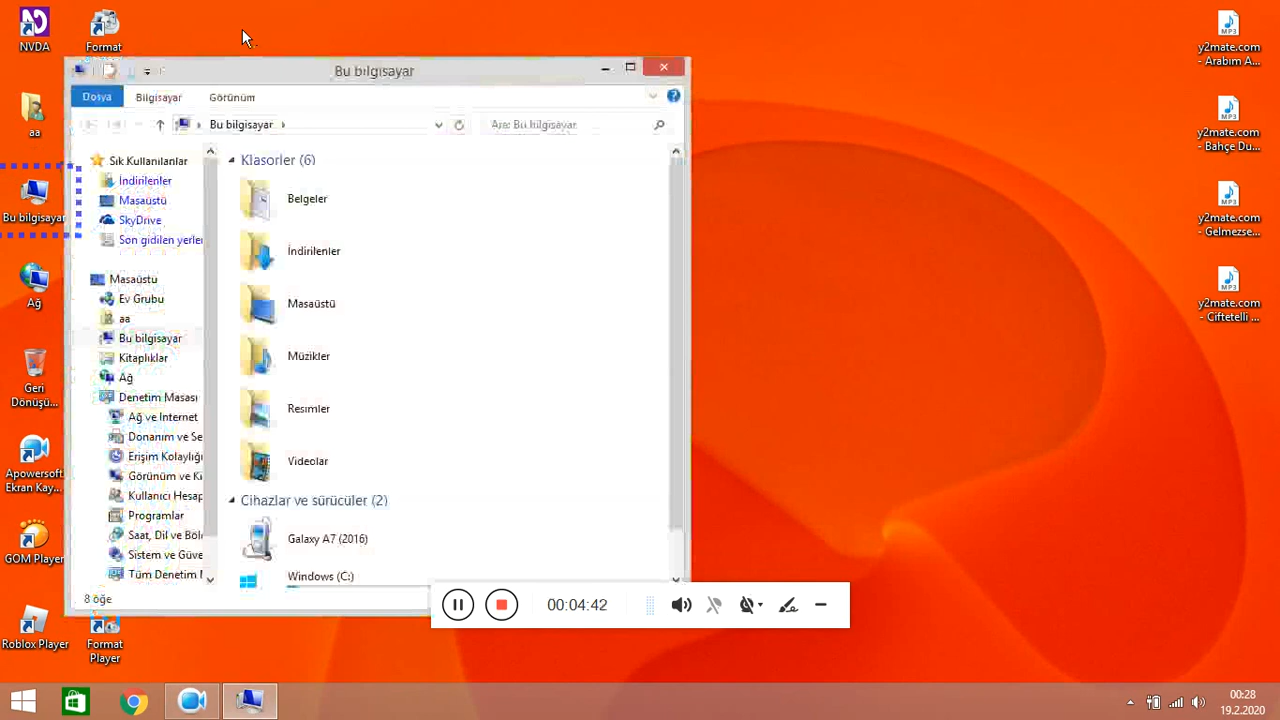 NVDA
Format
aa
Bu bilgisayar
Ağ
Geri
Dönüşü...
Apowersoft
Ekran Kay...
GOM Player
Roblox Player
Format
Player
Bu bilgisayar
Dosya
Bilgisayar
Görünüm
Bu bilgisayar
Ara: Bu bilgisayar
Sık Kullanılanlar
İndirilenler
Masaüstü
SkyDrive
Son gidilen yerler
Masaüstü
Ev Grubu
aa
Bu bilgisayar
Kitaplıklar
Ağ
Denetim Masası
Ağ ve Internet
Donanım ve Se
Erişim Kolaylığı
Görünüm ve Ki
Kullanıcı Hesap
Programlar
Saat, Dil ve Böl
Sistem ve Güve
Tüm Denetim
Klasörler (6)
Belgeler
İndirilenler
Masaüstü
Müzikler
Resimler
Videolar
Cihazlar ve sürücüler (2)
Galaxy A7 (2016)
Windows (C:)
8 öğe
00:04:42
y2mate.com
- Arabım A...
y2mate.com
- Bahçe Du...
y2mate.com
- Gelmezse...
y2mate.com
- Ciftetelli ...
00:28
19.2.2020